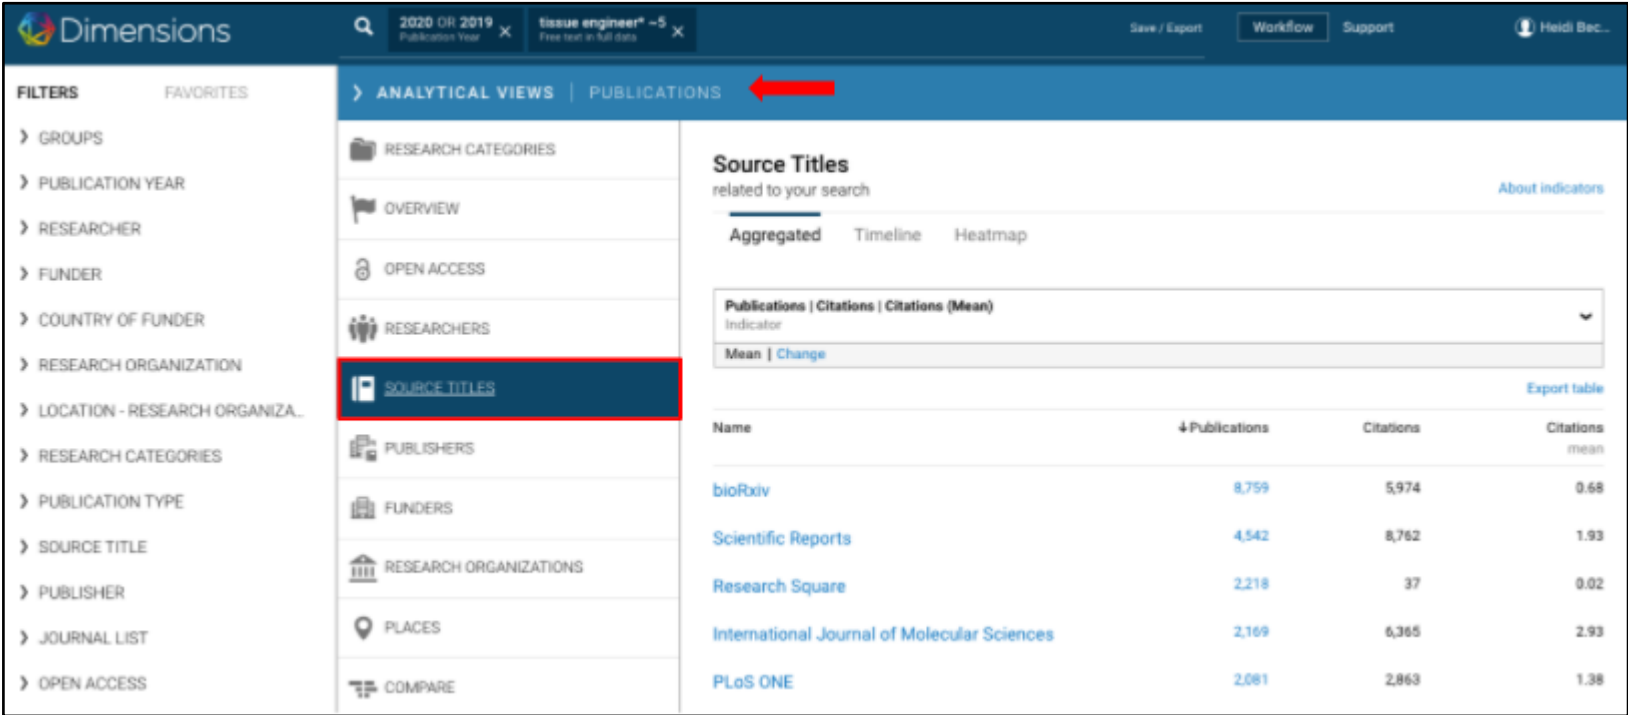 Dimensions
2020 OR 2019
Publication Year
tissue engineer* ~5
Free text in full data
Save / Export
Workflow
Support
Heidi Bec...
FILTERS
FAVORITES
GROUPS
PUBLICATION YEAR
RESEARCHER
FUNDER
COUNTRY OF FUNDER
RESEARCH ORGANIZATION
LOCATION - RESEARCH ORGANIZA...
RESEARCH CATEGORIES
PUBLICATION TYPE
SOURCE TITLE
PUBLISHER
JOURNAL LIST
OPEN ACCESS
ANALYTICAL VIEWS | PUBLICATIONS
RESEARCH CATEGORIES
OVERVIEW
OPEN ACCESS
RESEARCHERS
SOURCE TITLES
PUBLISHERS
FUNDERS
RESEARCH ORGANIZATIONS
PLACES
COMPARE
Source Titles
related to your search
About indicators
Aggregated Timeline Heatmap
Publications | Citations | Citations (Mean)
Indicator
Mean | Change
Export table
Name Publications Citations Citations
mean
bioRxiv 8,759 5,974 0.68
Scientific Reports 4,542 8,762 1.93
Research Square 2,218 37 0.02
International Journal of Molecular Sciences 2,169 6,365 2.93
PLoS ONE 2,081 2,863 1.38